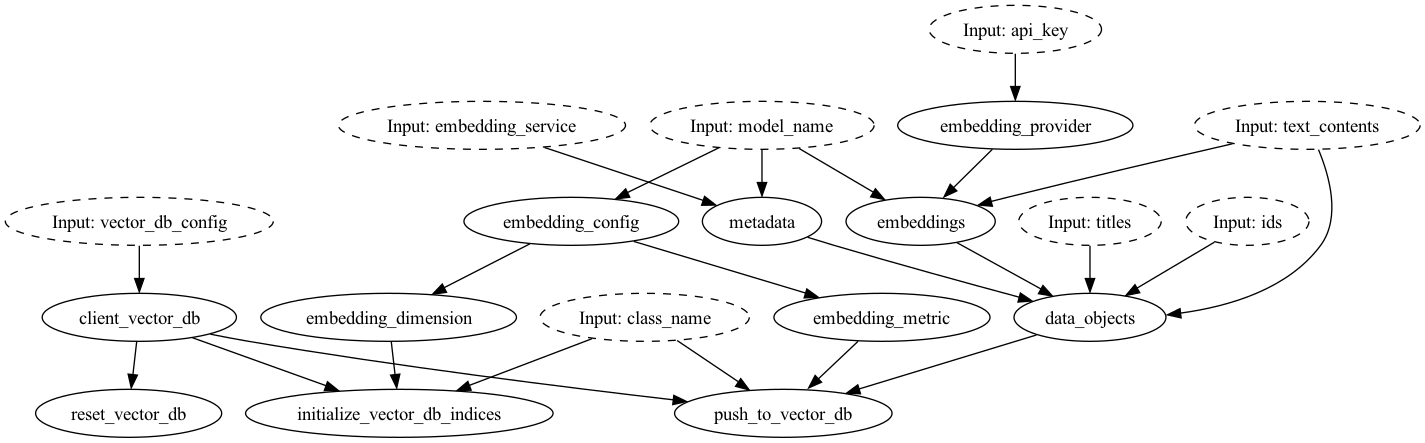 Input: api_key
Input: embedding_service
Input: model_name
embedding_provider
Input: text_contents
Input: vector_db_config
embedding_config
metadata
embeddings
Input: titles
Input: ids
client_vector_db
embedding_dimension
Input: class_name
embedding_metric
data_objects
reset_vector_db
initialize_vector_db_indices
push_to_vector_db